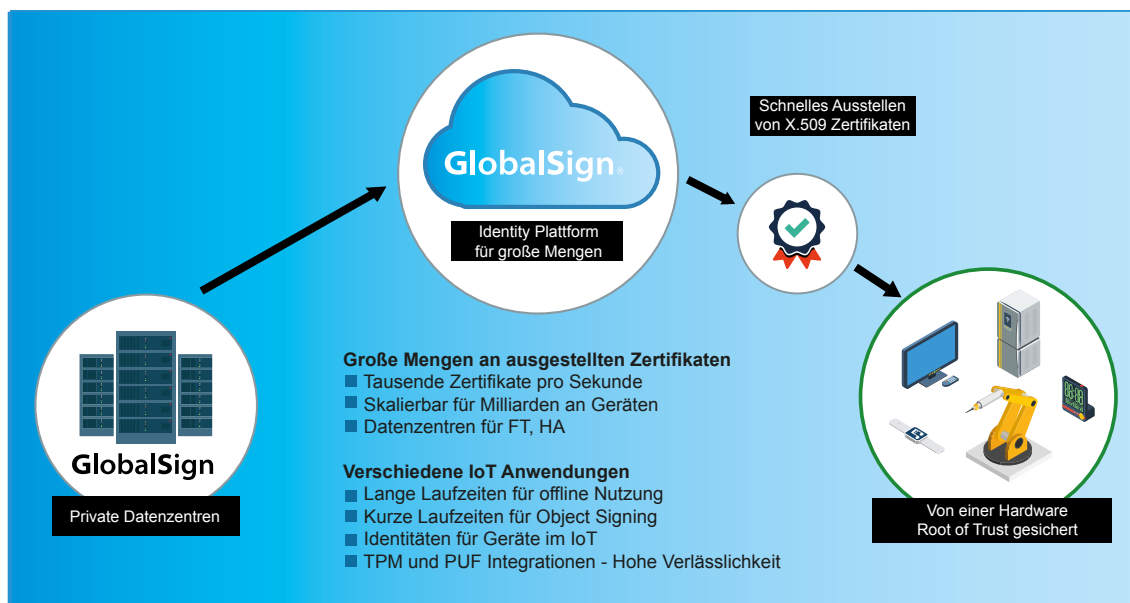 Schnelles Ausstellen
von X.509 Zertifikaten
GlobalSign®
Identity Plattform
für große Mengen
Große Mengen an ausgestellten Zertifikaten
Tausende Zertifikate pro Sekunde
Skalierbar für Milliarden an Geräten
Datenzentren für FT, HA
Verschiedene IoT Anwendungen
Lange Laufzeiten für offline Nutzung
Kurze Laufzeiten für Object Signing
Identitäten für Geräte im IoT
TPM und PUF Integrationen - Hohe Verlässlichkeit
GlobalSign
Private Datenzentren
Von einer Hardware
Root of Trust gesichert